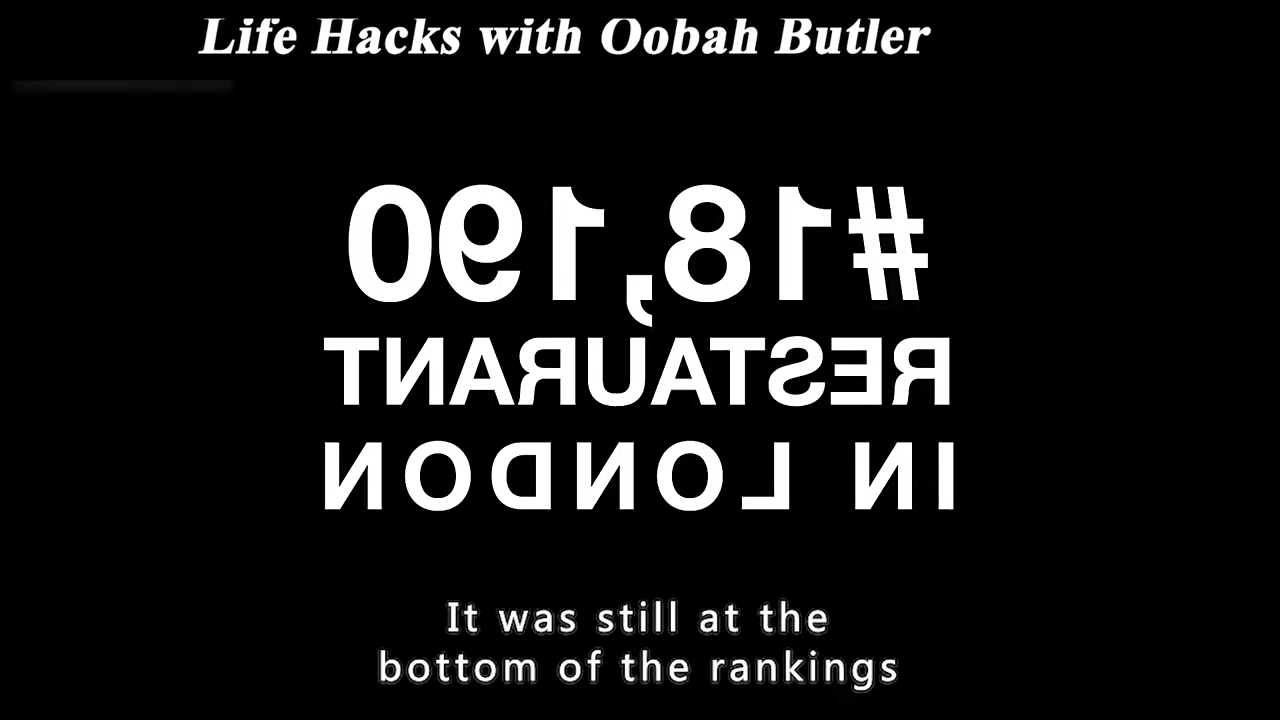 Life Hacks with Oobah Butler
#18,190
RESTAURANT
IN LONDON
It was still at the
bottom of the rankings